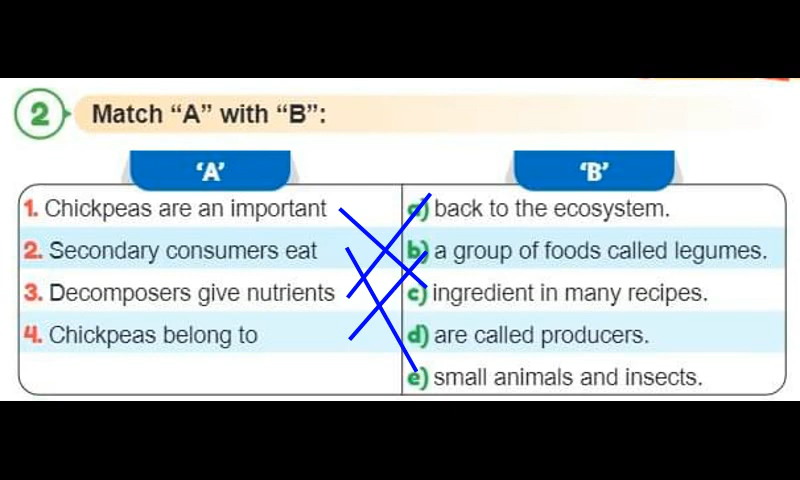 2 Match “A” with “B”:
‘A’ ‘B’
1. Chickpeas are an important a) back to the ecosystem.
2. Secondary consumers eat b) a group of foods called legumes.
3. Decomposers give nutrients c) ingredient in many recipes.
4. Chickpeas belong to d) are called producers.
e) small animals and insects.